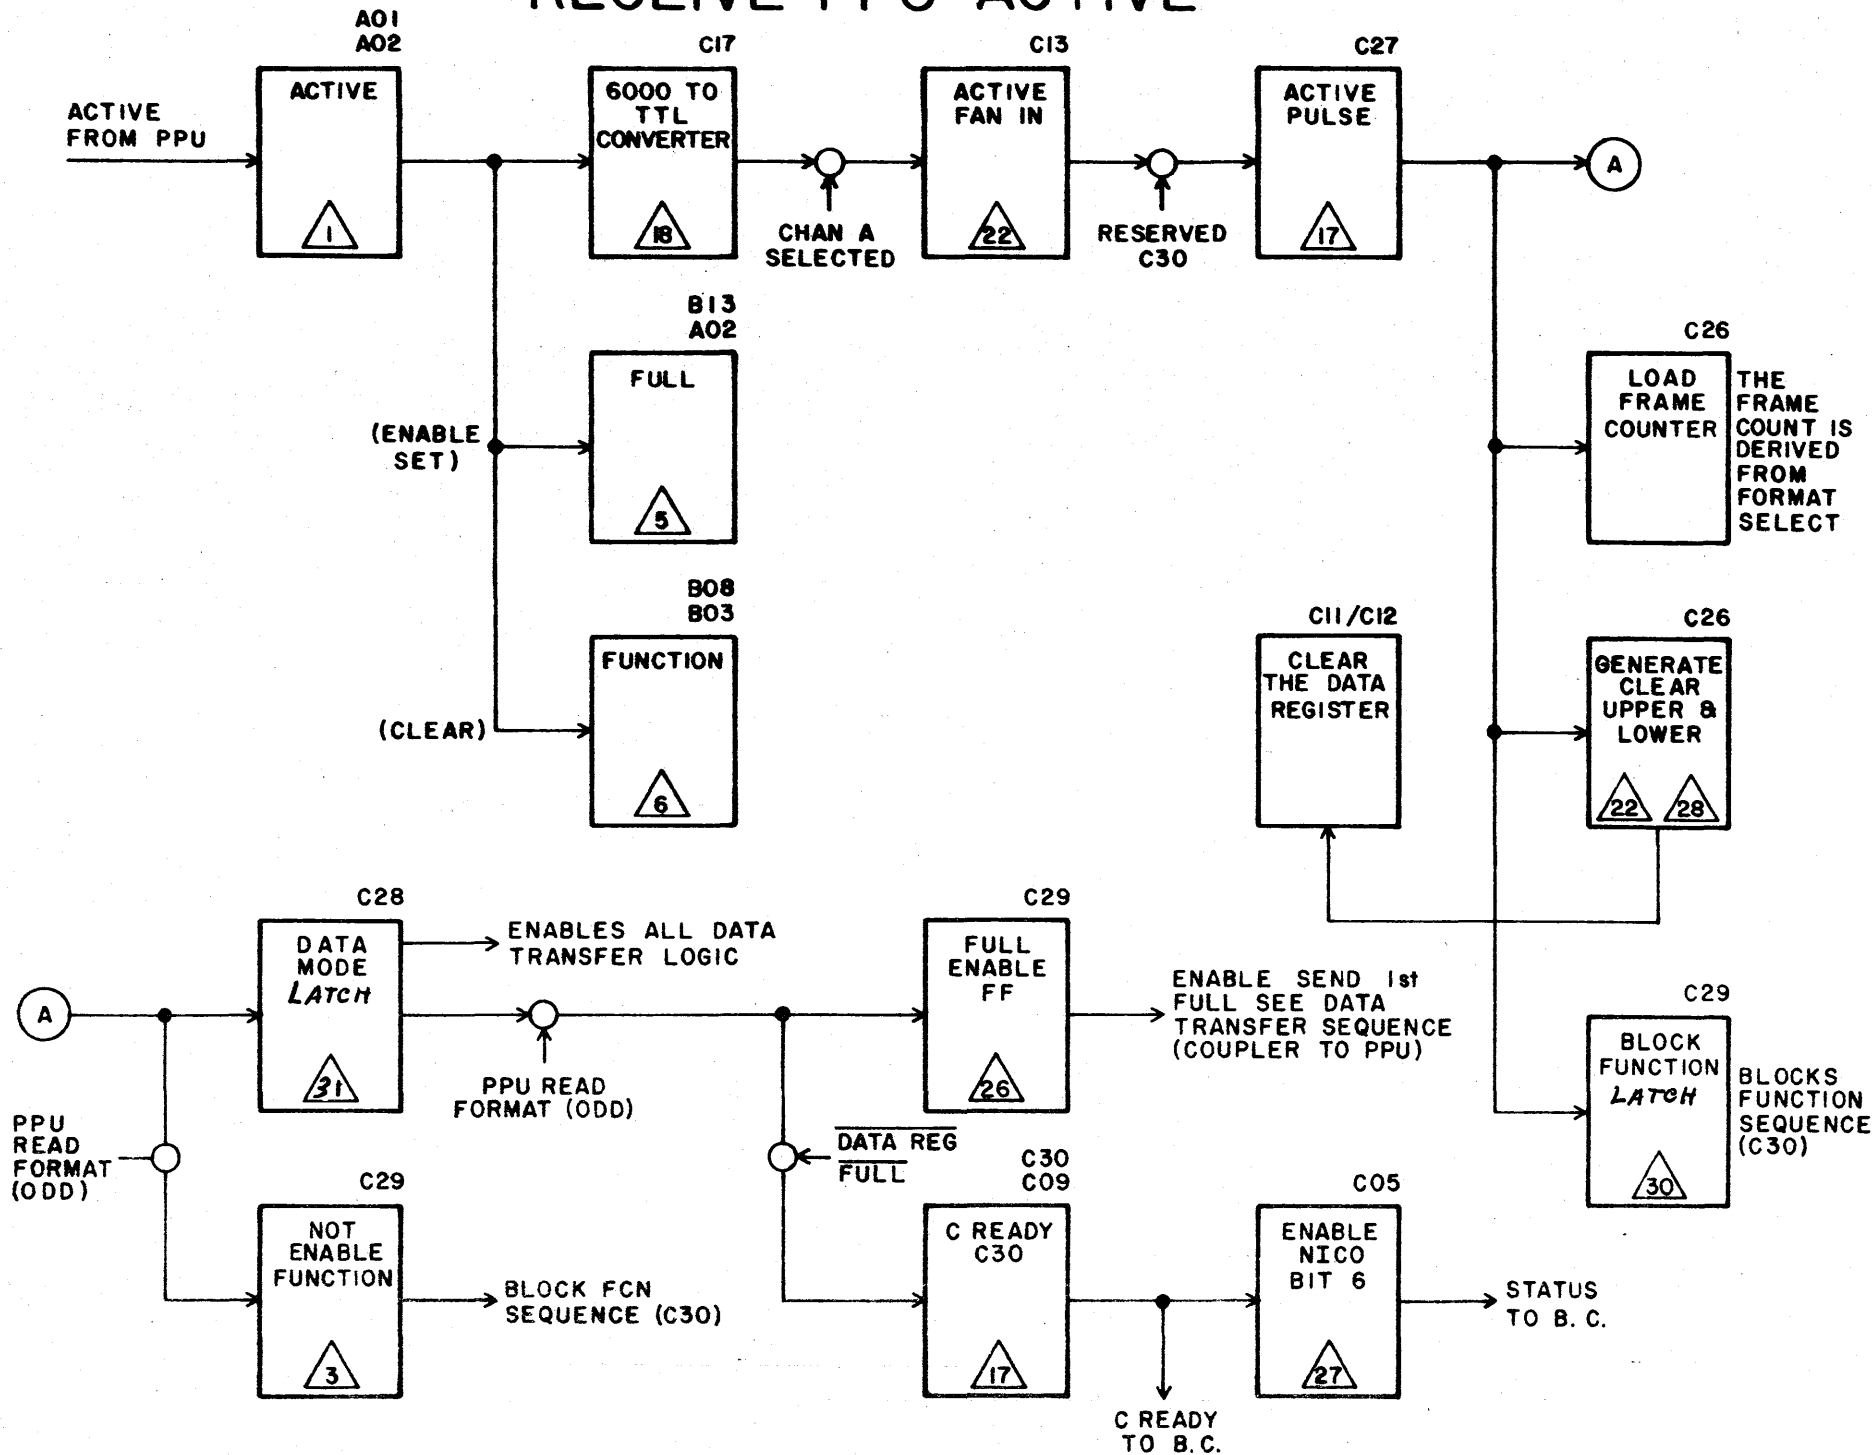 RECEIVE PPU ACTIVE
A01
A02
ACTIVE
FROM PPU
ACTIVE
1
C17
6000 TO
TTL
CONVERTER
18
CHAN A
SELECTED
C13
ACTIVE
FAN IN
22
RESERVED
C30
C27
ACTIVE
PULSE
17
A
B13
A02
(ENABLE
SET)
FULL
5
C26
LOAD
FRAME
COUNTER
THE
FRAME
COUNT IS
DERIVED
FROM
FORMAT
SELECT
B08
B03
(CLEAR)
FUNCTION
6
C11/C12
CLEAR
THE DATA
REGISTER
C26
GENERATE
CLEAR
UPPER &
LOWER
22
28
A
C28
DATA
MODE
LATCH
31
ENABLES ALL DATA
TRANSFER LOGIC
PPU READ
FORMAT (ODD)
C29
FULL
ENABLE
FF
26
ENABLE SEND 1st
FULL SEE DATA
TRANSFER SEQUENCE
(COUPLER TO PPU)
C29
BLOCK
FUNCTION
LATCH
30
BLOCKS
FUNCTION
SEQUENCE
(C30)
PPU
READ
FORMAT
(ODD)
C29
NOT
ENABLE
FUNCTION
3
BLOCK FCN
SEQUENCE (C30)
DATA REG
FULL
C30
C09
C READY
C30
17
C READY
TO B.C.
C05
ENABLE
NICO
BIT 6
27
STATUS
TO B.C.